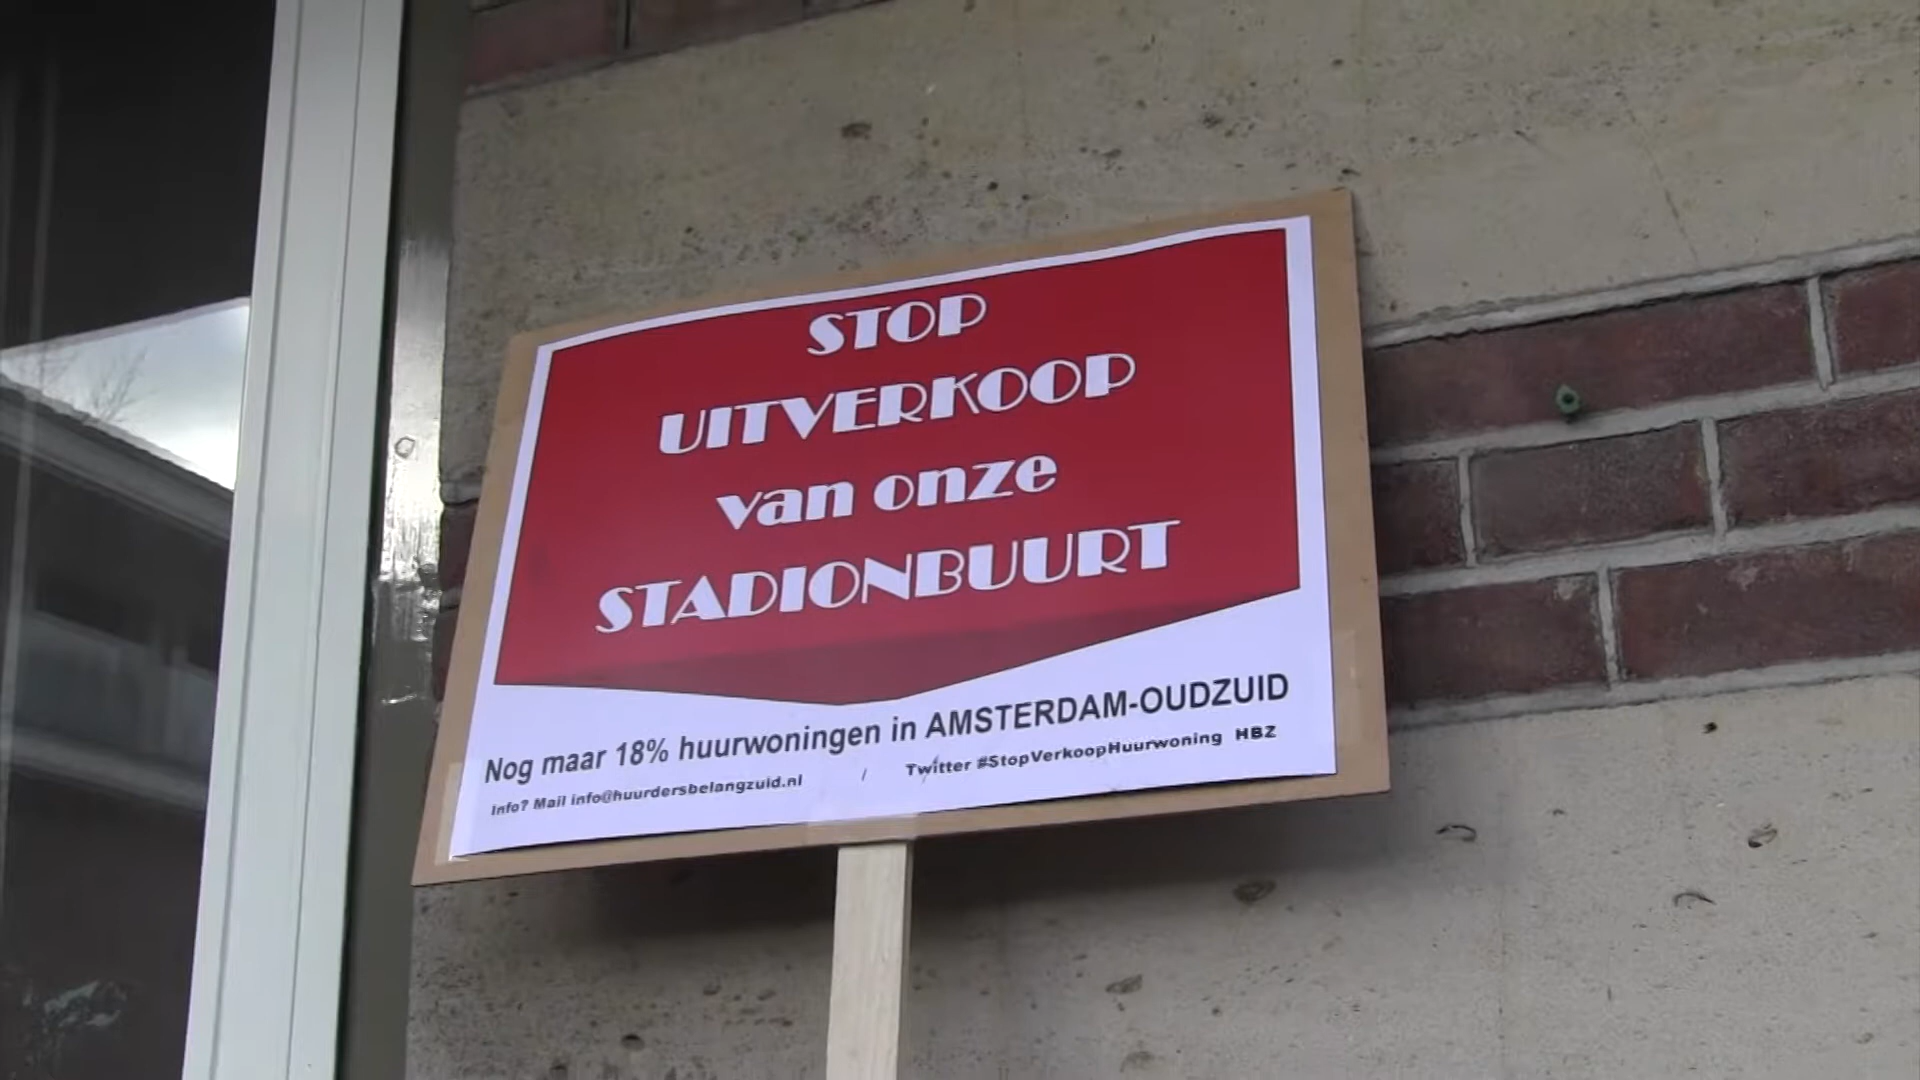 STOP
UITVERKOOP
van onze
STADIONBUURT
Nog maar 18% huurwoningen in AMSTERDAM-OUDZUID
Info? Mail info@huurdersbelangzuid.nl / Twitter #StopVerkoopHuurwoning HBZ